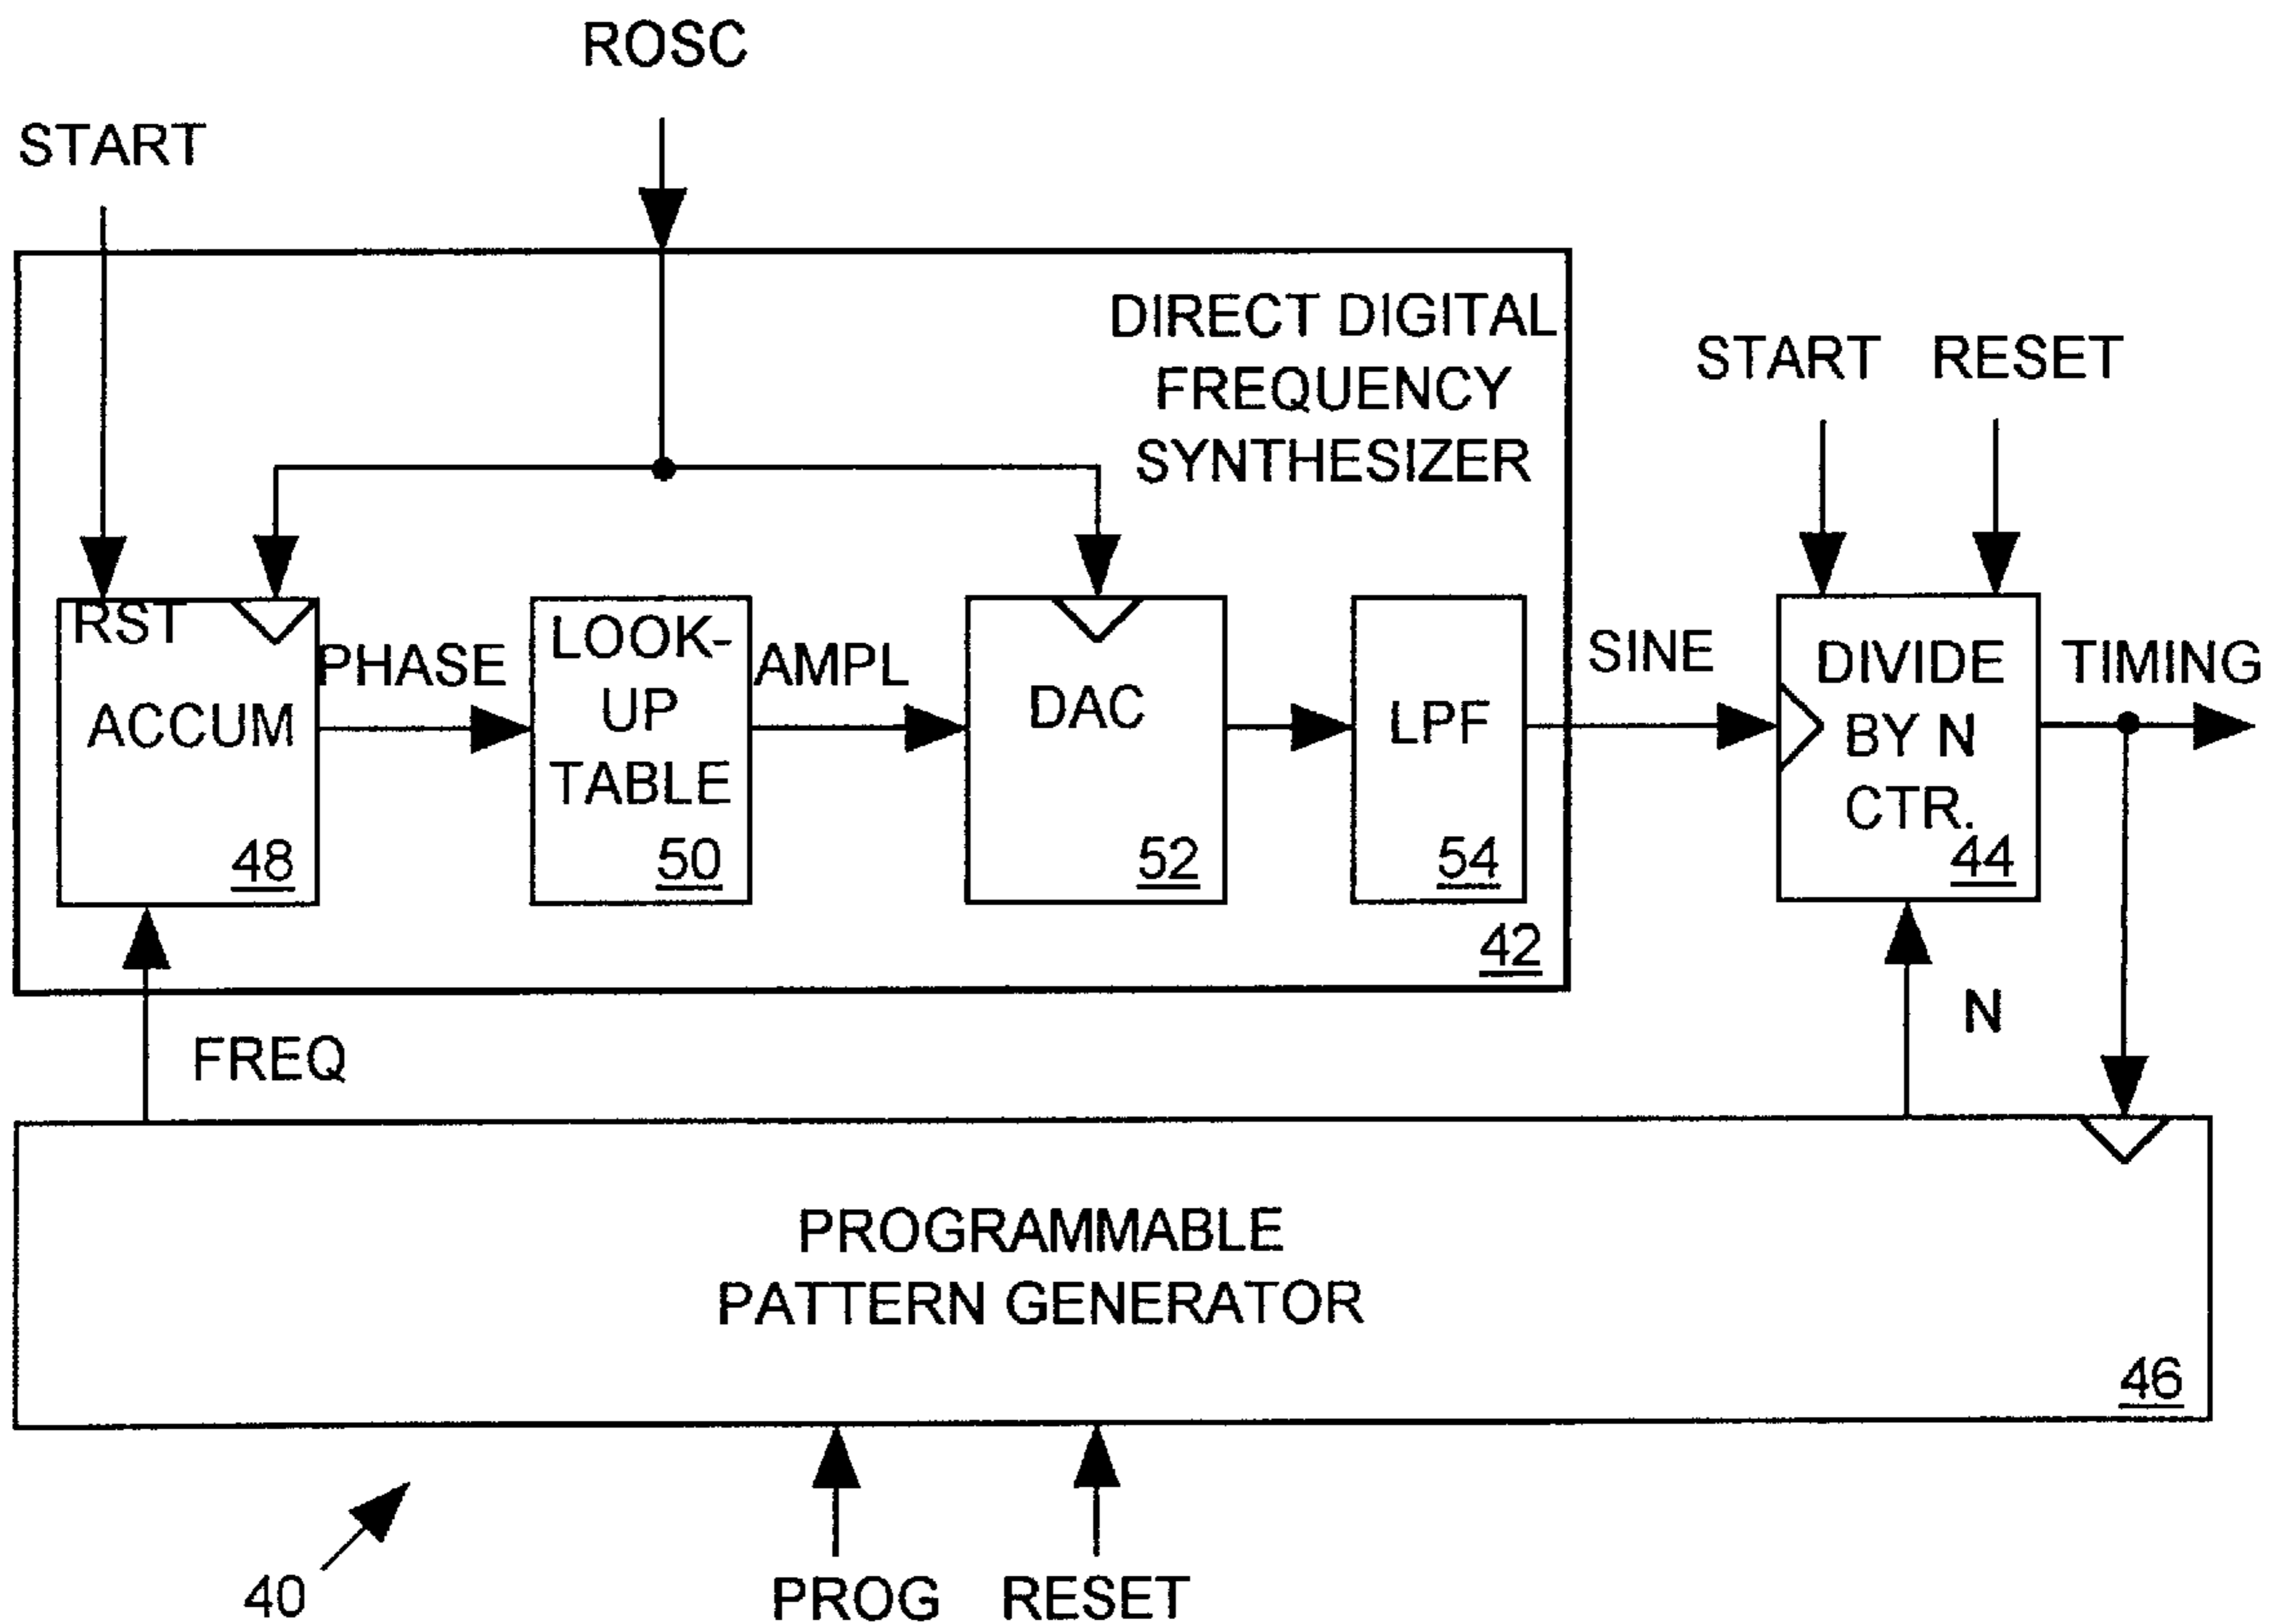 ROSC
START
DIRECT DIGITAL
FREQUENCY
SYNTHESIZER
START
RESET
RST
ACCUM
48
PHASE
LOOK-
UP
TABLE
50
AMPL
DAC
52
LPF
54
42
SINE
DIVIDE
BY N
CTR.
44
TIMING
FREQ
N
PROGRAMMABLE
PATTERN GENERATOR
46
40
PROG
RESET